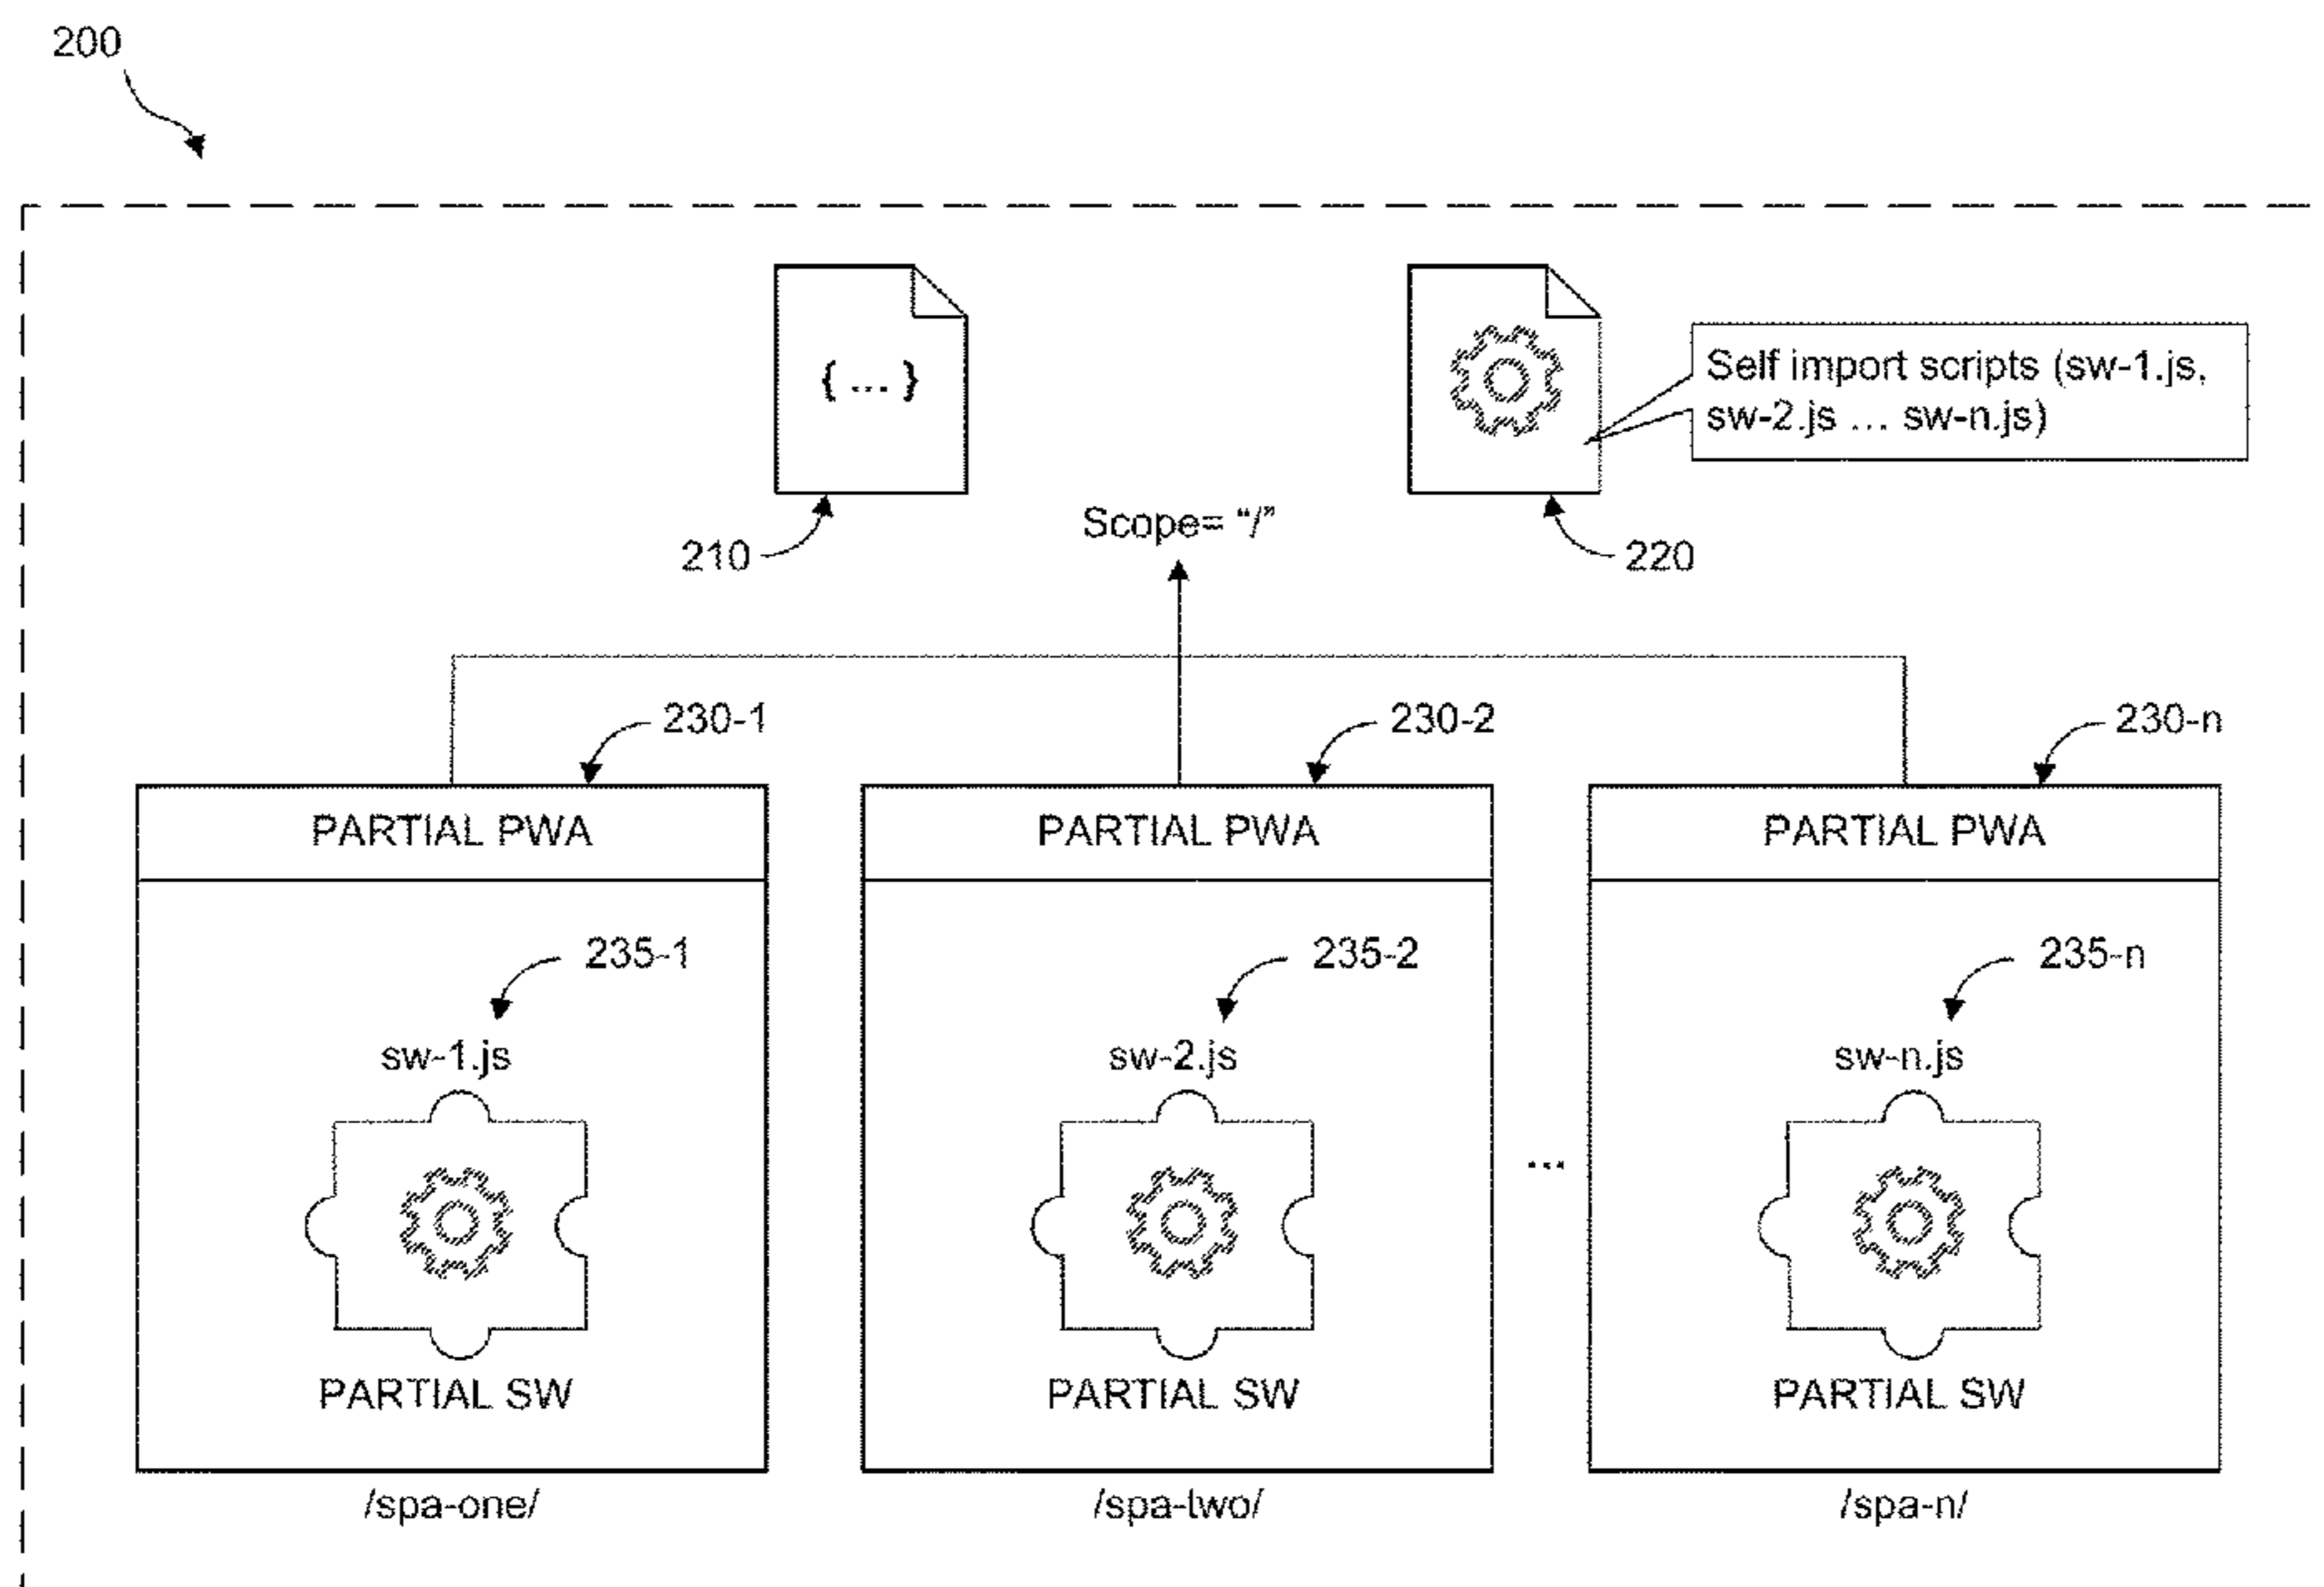 200
{ ... }
Self import scripts (sw-1.js,
sw-2.js ... sw-n.js)
210
Scope= “/”
220
230-1
230-2
230-n
PARTIAL PWA
PARTIAL PWA
PARTIAL PWA
235-1
235-2
235-n
sw-1.js
sw-2.js
sw-n.js
...
PARTIAL SW
PARTIAL SW
PARTIAL SW
/spa-one/
/spa-two/
/spa-n/